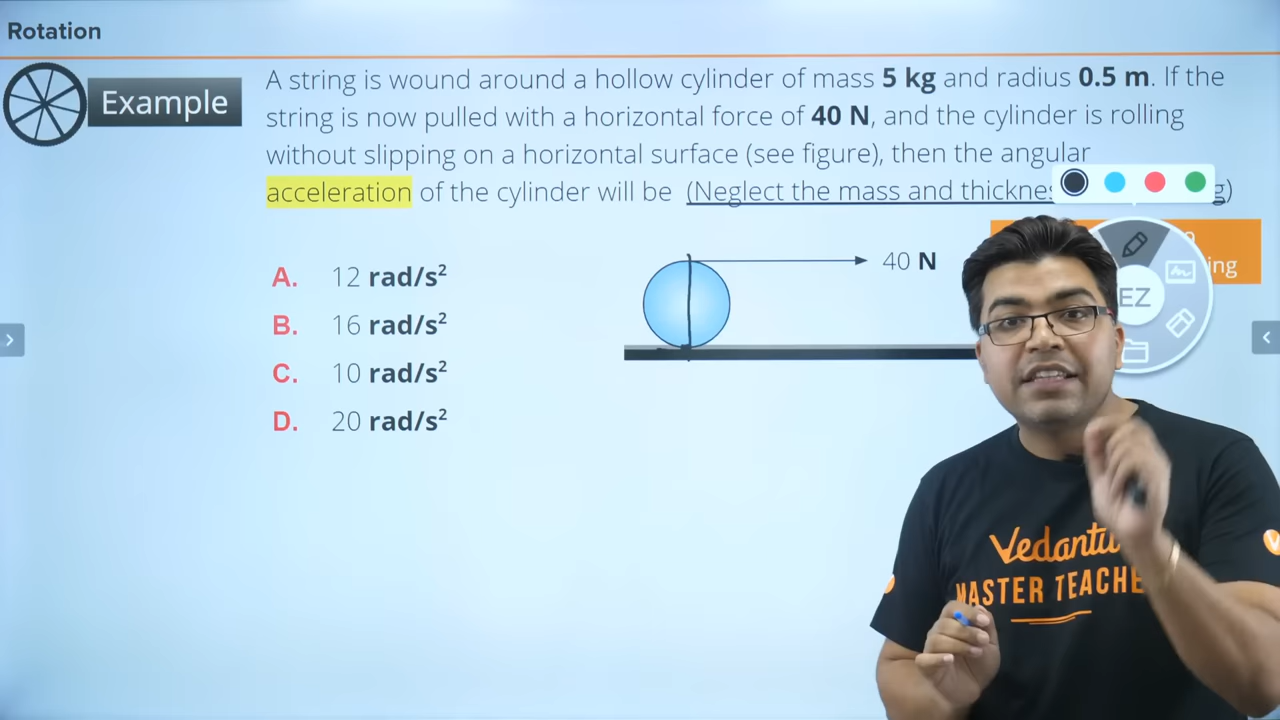 Rotation
Example
A string is wound around a hollow cylinder of mass 5 kg and radius 0.5 m. If the
string is now pulled with a horizontal force of 40 N, and the cylinder is rolling
without slipping on a horizontal surface (see figure), then the angular
acceleration of the cylinder will be (Neglect the mass and g)
A. 12 rad/s²
B. 16 rad/s²
C. 10 rad/s²
D. 20 rad/s²
40 N
ing
EZ
Vedantu
MASTER